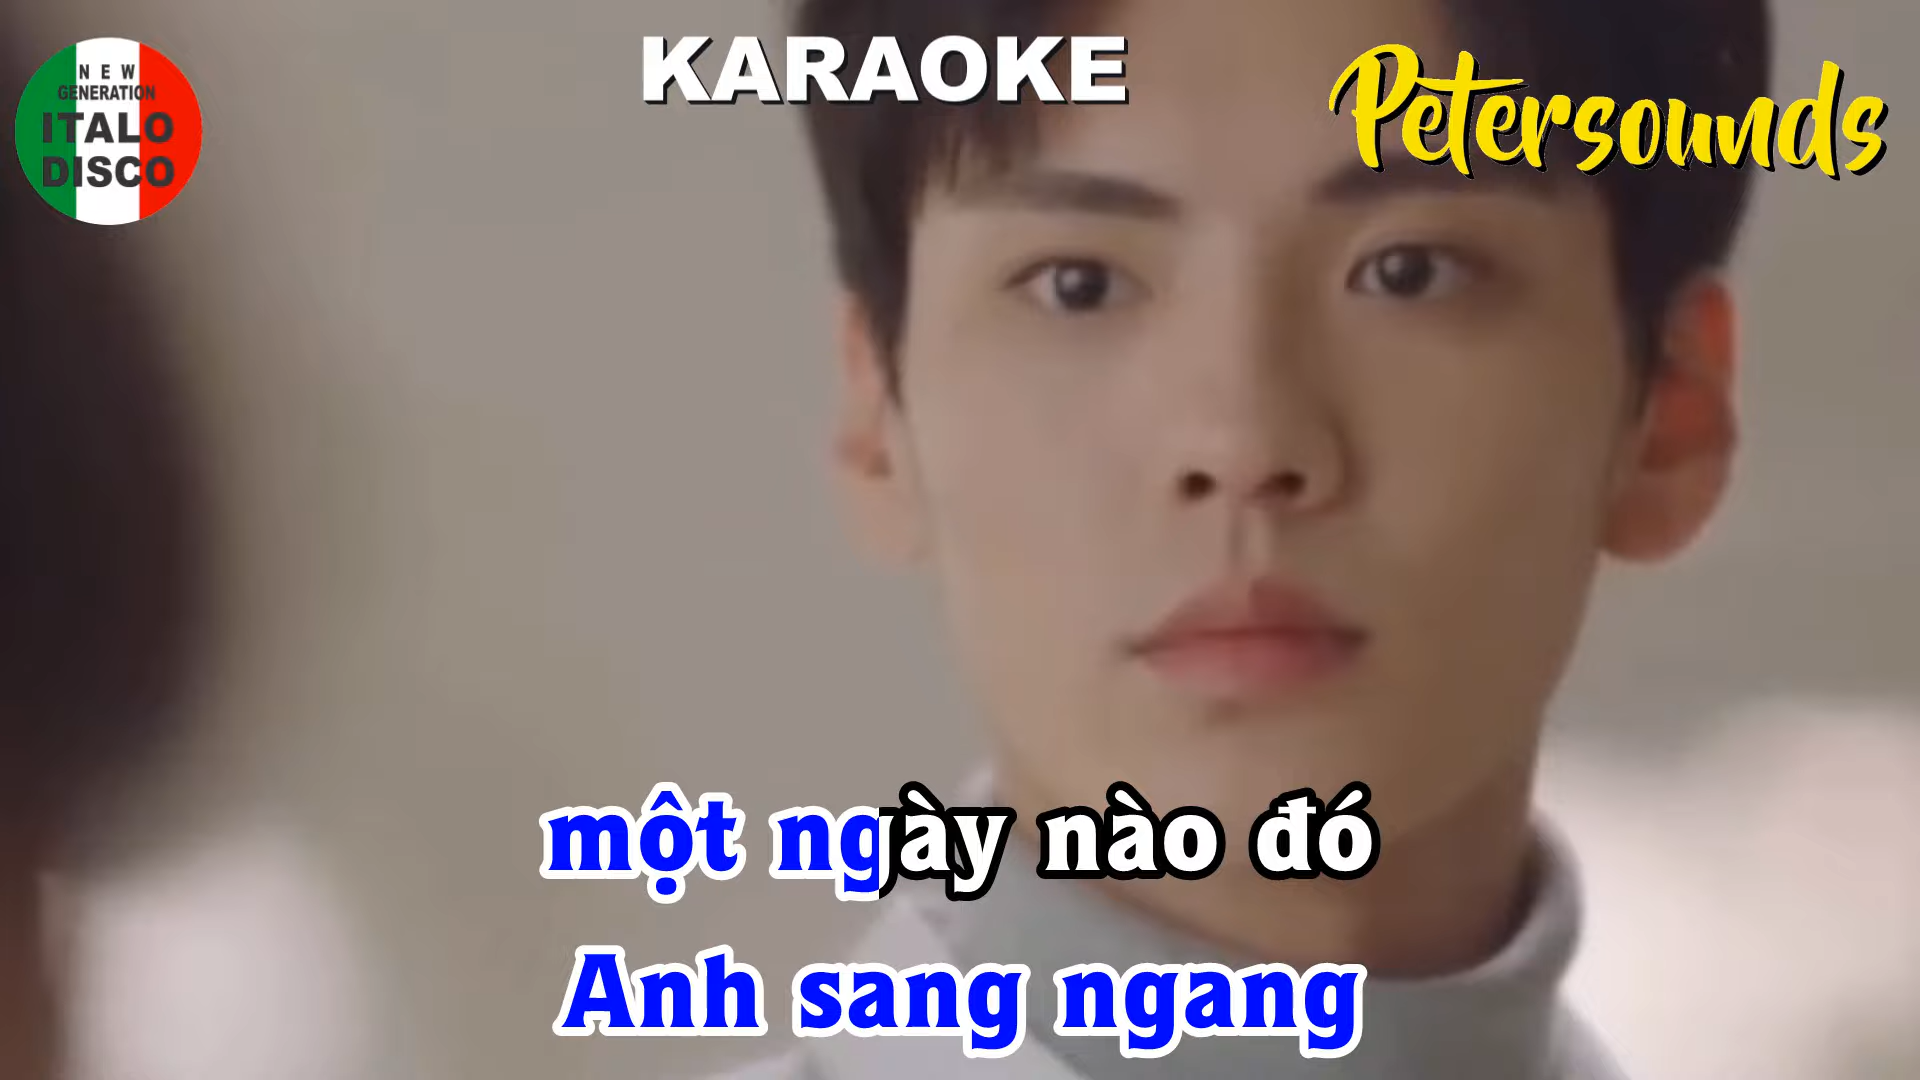 NEW
GENERATION
ITALO
DISCO
KARAOKE
Petersounds
một ngày nào đó
Anh sang ngang